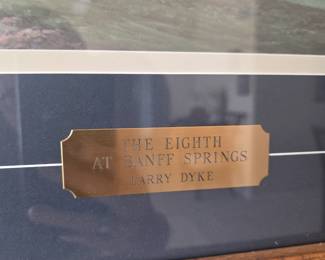 THE EIGHTH
AT BANFF SPRINGS
LARRY DYKE